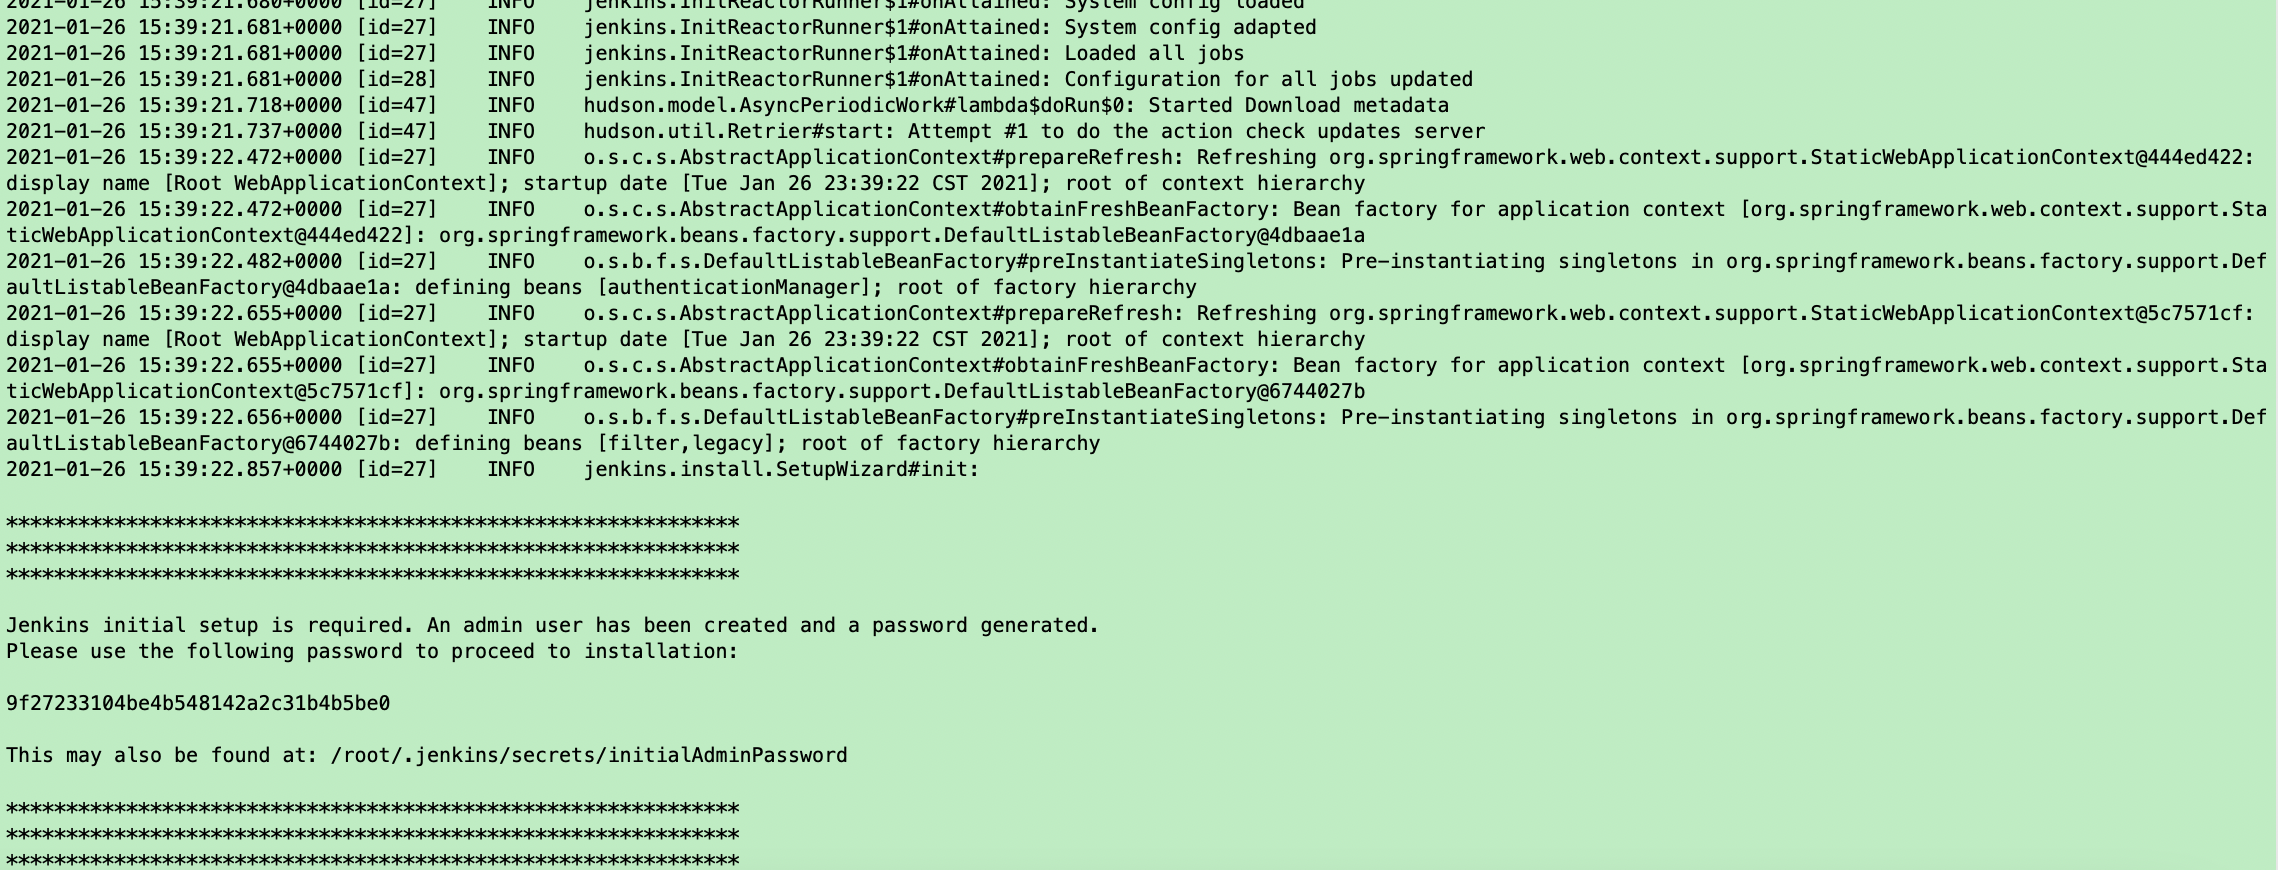 2021-01-26 15:39:21.680+0000 [id=27]    INFO    jenkins.InitReactorRunner$1#onAttained: System config loaded
2021-01-26 15:39:21.681+0000 [id=27]    INFO    jenkins.InitReactorRunner$1#onAttained: System config adapted
2021-01-26 15:39:21.681+0000 [id=27]    INFO    jenkins.InitReactorRunner$1#onAttained: Loaded all jobs
2021-01-26 15:39:21.681+0000 [id=28]    INFO    jenkins.InitReactorRunner$1#onAttained: Configuration for all jobs updated
2021-01-26 15:39:21.718+0000 [id=47]    INFO    hudson.model.AsyncPeriodicWork#lambda$doRun$0: Started Download metadata
2021-01-26 15:39:21.737+0000 [id=47]    INFO    hudson.util.Retrier#start: Attempt #1 to do the action check updates server
2021-01-26 15:39:22.472+0000 [id=27]    INFO    o.s.c.s.AbstractApplicationContext#prepareRefresh: Refreshing org.springframework.web.context.support.StaticWebApplicationContext@444ed422:
display name [Root WebApplicationContext]; startup date [Tue Jan 26 23:39:22 CST 2021]; root of context hierarchy
2021-01-26 15:39:22.472+0000 [id=27]    INFO    o.s.c.s.AbstractApplicationContext#obtainFreshBeanFactory: Bean factory for application context [org.springframework.web.context.support.Sta
ticWebApplicationContext@444ed422]: org.springframework.beans.factory.support.DefaultListableBeanFactory@4dbaae1a
2021-01-26 15:39:22.482+0000 [id=27]    INFO    o.s.b.f.s.DefaultListableBeanFactory#preInstantiateSingletons: Pre-instantiating singletons in org.springframework.beans.factory.support.Def
aultListableBeanFactory@4dbaae1a: defining beans [authenticationManager]; root of factory hierarchy
2021-01-26 15:39:22.655+0000 [id=27]    INFO    o.s.c.s.AbstractApplicationContext#prepareRefresh: Refreshing org.springframework.web.context.support.StaticWebApplicationContext@5c7571cf:
display name [Root WebApplicationContext]; startup date [Tue Jan 26 23:39:22 CST 2021]; root of context hierarchy
2021-01-26 15:39:22.655+0000 [id=27]    INFO    o.s.c.s.AbstractApplicationContext#obtainFreshBeanFactory: Bean factory for application context [org.springframework.web.context.support.Sta
ticWebApplicationContext@5c7571cf]: org.springframework.beans.factory.support.DefaultListableBeanFactory@6744027b
2021-01-26 15:39:22.656+0000 [id=27]    INFO    o.s.b.f.s.DefaultListableBeanFactory#preInstantiateSingletons: Pre-instantiating singletons in org.springframework.beans.factory.support.Def
aultListableBeanFactory@6744027b: defining beans [filter,legacy]; root of factory hierarchy
2021-01-26 15:39:22.857+0000 [id=27]    INFO    jenkins.install.SetupWizard#init:
*************************************************************
*************************************************************
*************************************************************
Jenkins initial setup is required. An admin user has been created and a password generated.
Please use the following password to proceed to installation:
9f27233104be4b548142a2c31b4b5be0
This may also be found at: /root/.jenkins/secrets/initialAdminPassword
*************************************************************
*************************************************************
*************************************************************